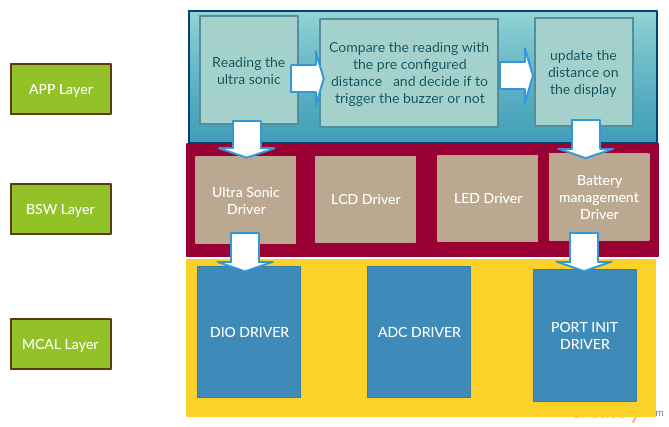 APP Layer
Reading the
ultra sonic
Compare the reading with
the pre configured
distance and decide if to
trigger the buzzer or not
update the
distance on
the display
BSW Layer
Ultra Sonic
Driver
LCD Driver
LED Driver
Battery
management
Driver
MCAL Layer
DIO DRIVER
ADC DRIVER
PORT INIT
DRIVER